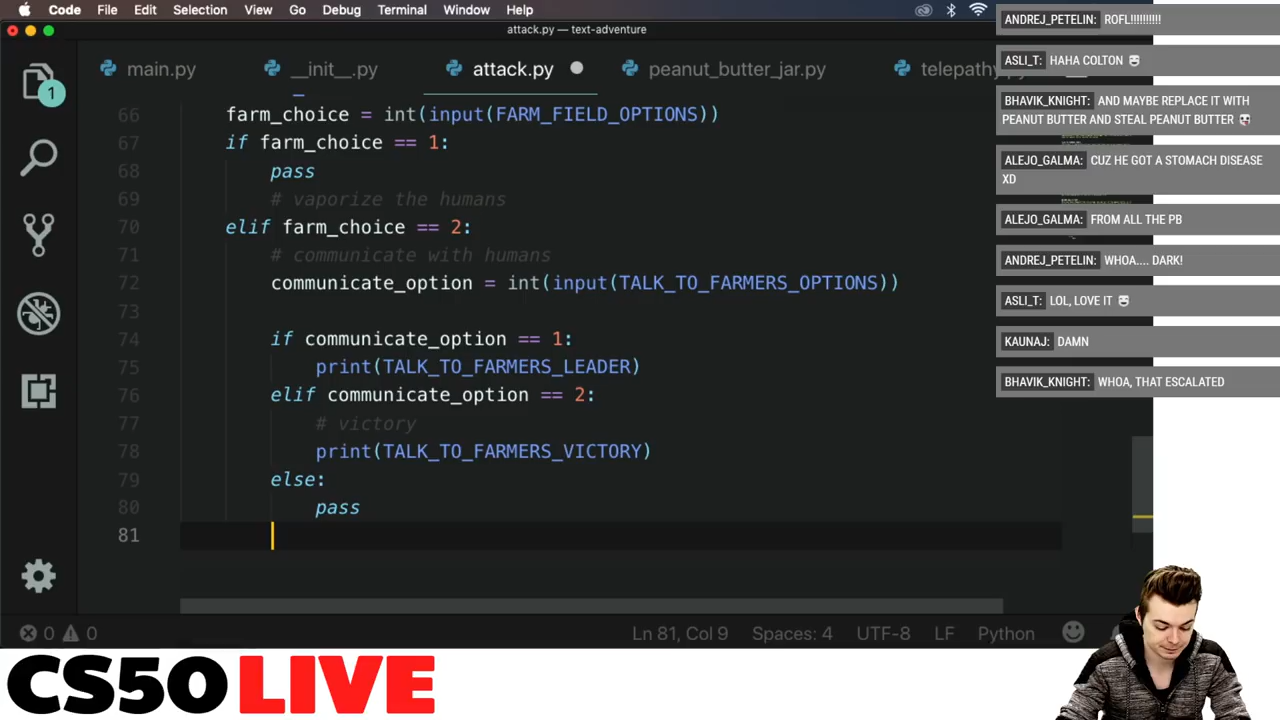 Code File Edit Selection View Go Debug Terminal Window Help
attack.py — text-adventure
main.py __init__.py attack.py peanut_butter_jar.py telepathy
1
66 farm_choice = int(input(FARM_FIELD_OPTIONS))
67 if farm_choice == 1:
68 pass
69 # vaporize the humans
70 elif farm_choice == 2:
71 # communicate with humans
72 communicate_option = int(input(TALK_TO_FARMERS_OPTIONS))
73
74 if communicate_option == 1:
75 print(TALK_TO_FARMERS_LEADER)
76 elif communicate_option == 2:
77 # victory
78 print(TALK_TO_FARMERS_VICTORY)
79 else:
80 pass
81
0 0 Ln 81, Col 9 Spaces: 4 UTF-8 LF Python
ANDREJ_PETELIN: ROFL!!!!!!!!!!
ASLI_T: HAHA COLTON 😄
BHAVIK_KNIGHT: AND MAYBE REPLACE IT WITH
PEANUT BUTTER AND STEAL PEANUT BUTTER 🤪
ALEJO_GALMA: CUZ HE GOT A STOMACH DISEASE
XD
ALEJO_GALMA: FROM ALL THE PB
ANDREJ_PETELIN: WHOA.... DARK!
ASLI_T: LOL, LOVE IT 😄
KAUNAJ: DAMN
BHAVIK_KNIGHT: WHOA, THAT ESCALATED
CS50 LIVE